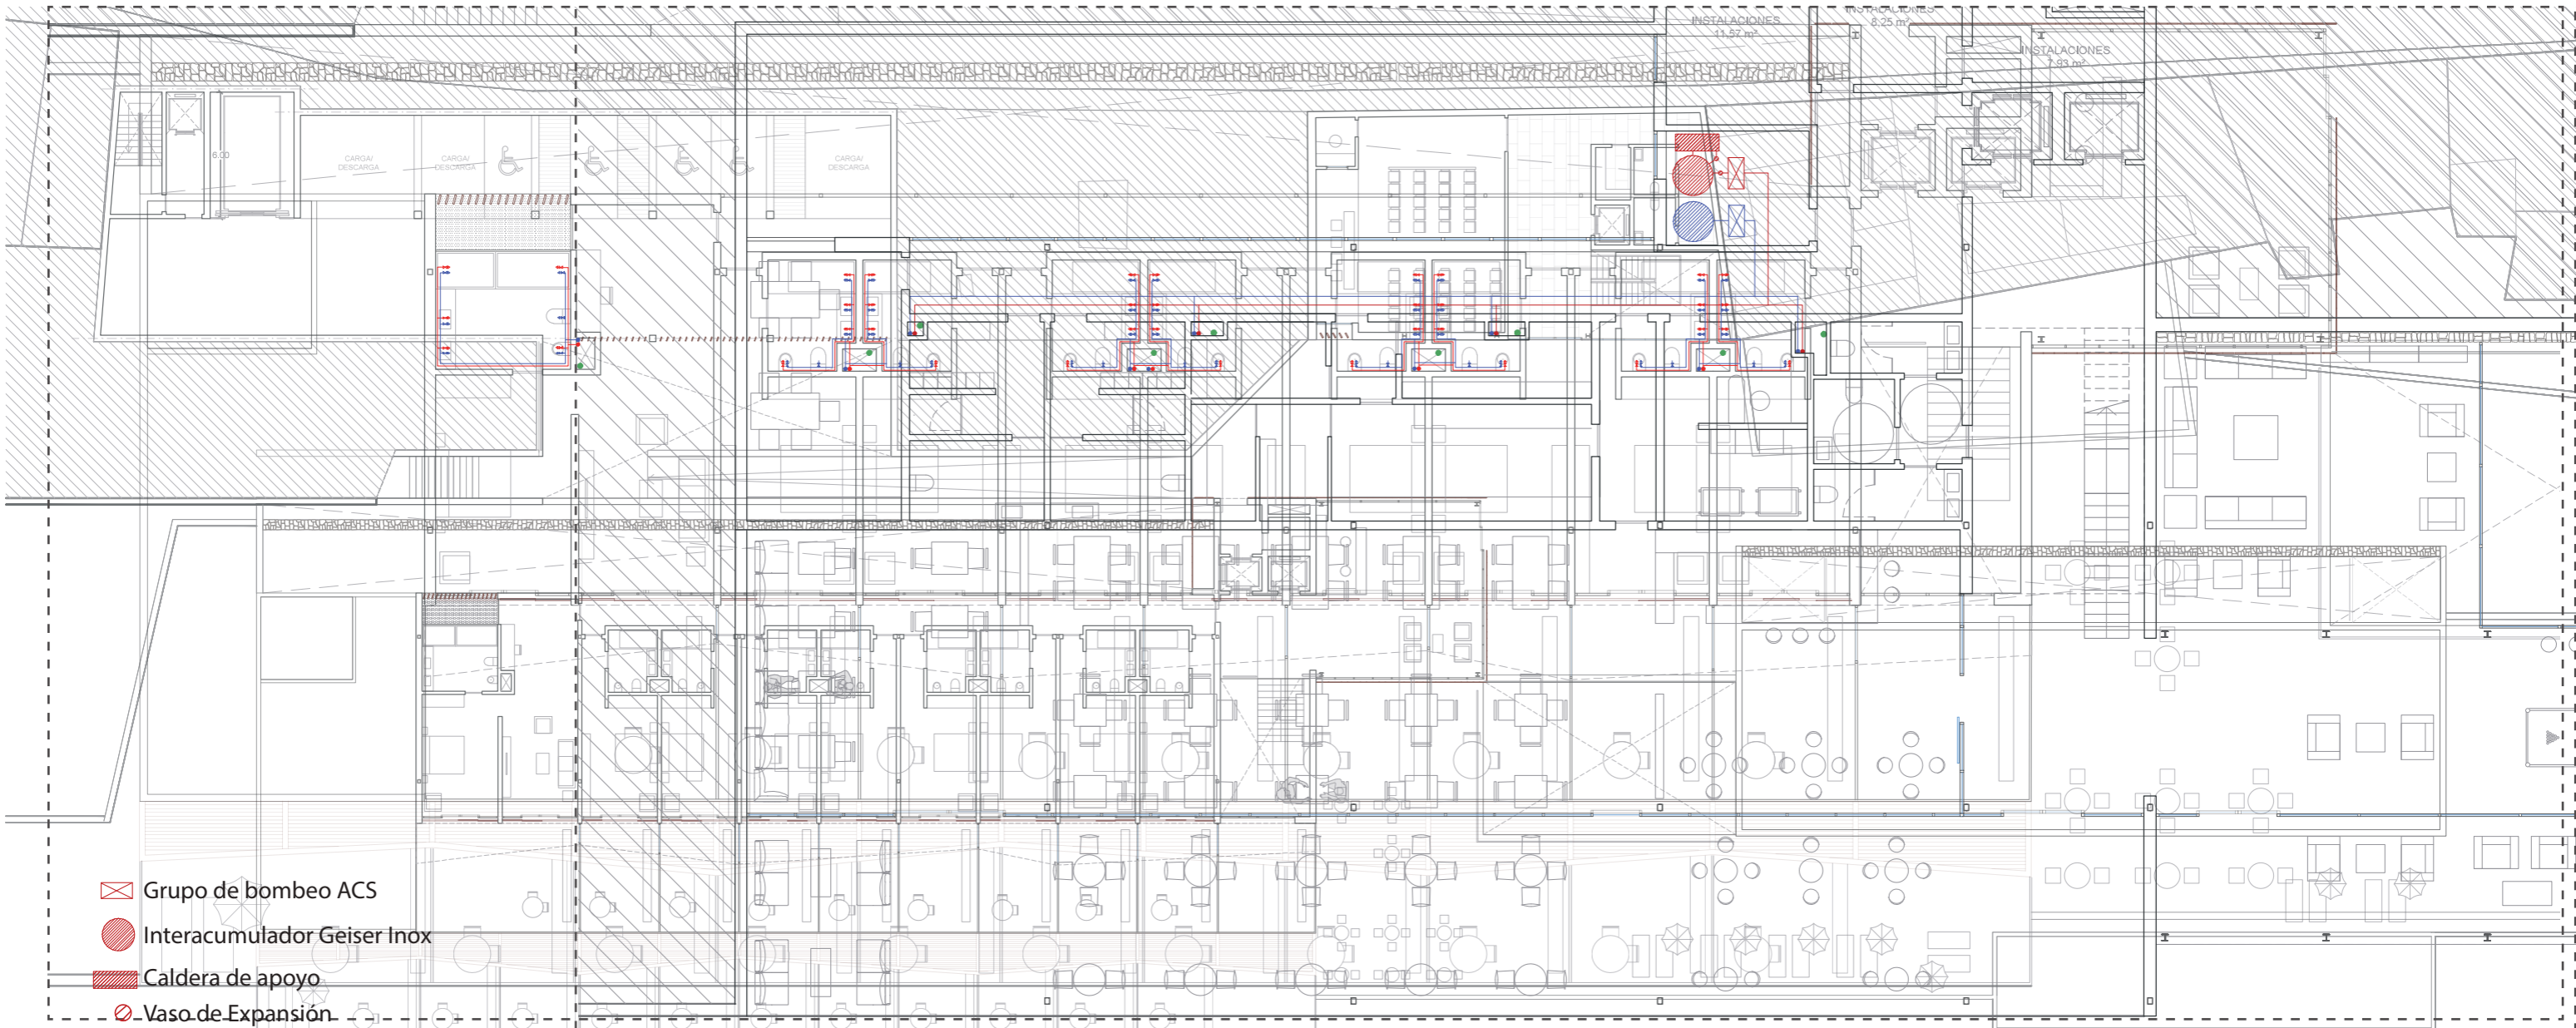 INSTALACIONES
11,57 m²
INSTALACIONES
8,25 m²
INSTALACIONES
7,93 m²
6.00
CARGA/
DESCARGA
CARGA/
DESCARGA
CARGA/
DESCARGA
Grupo de bombeo ACS
Interacumulador Geiser Inox
Caldera de apoyo
Vaso de Expansión